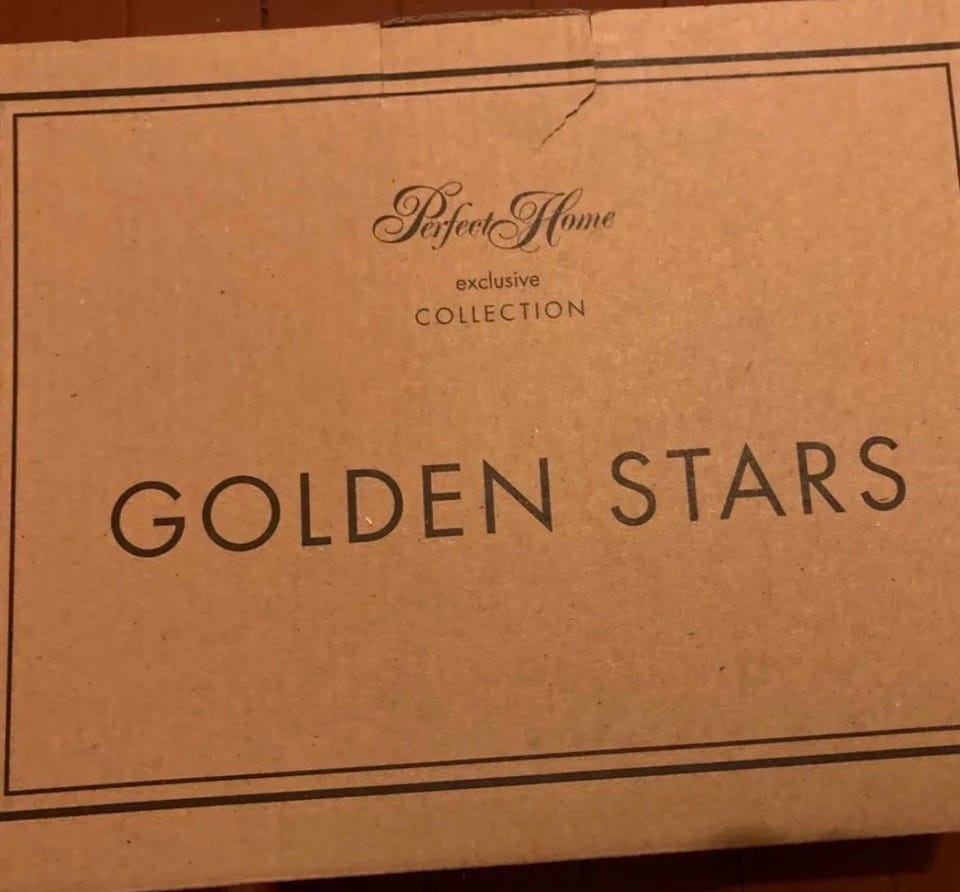 Perfect Home
exclusive
COLLECTION
GOLDEN STARS